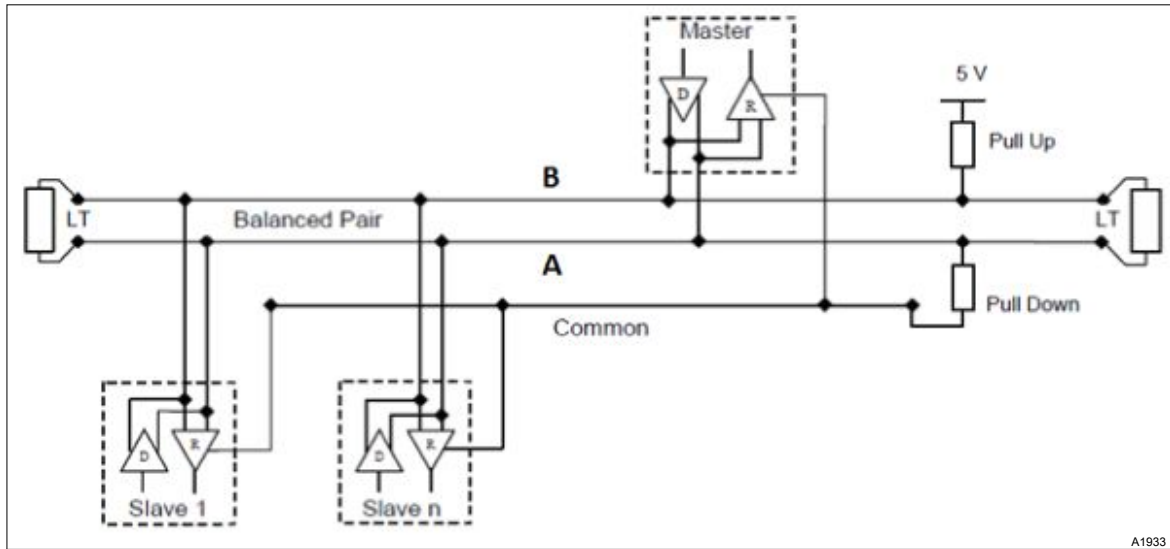 Master
D
R
5 V
Pull Up
B
LT
Balanced Pair
LT
A
Pull Down
Common
D
R
Slave 1
D
R
Slave n
A1933